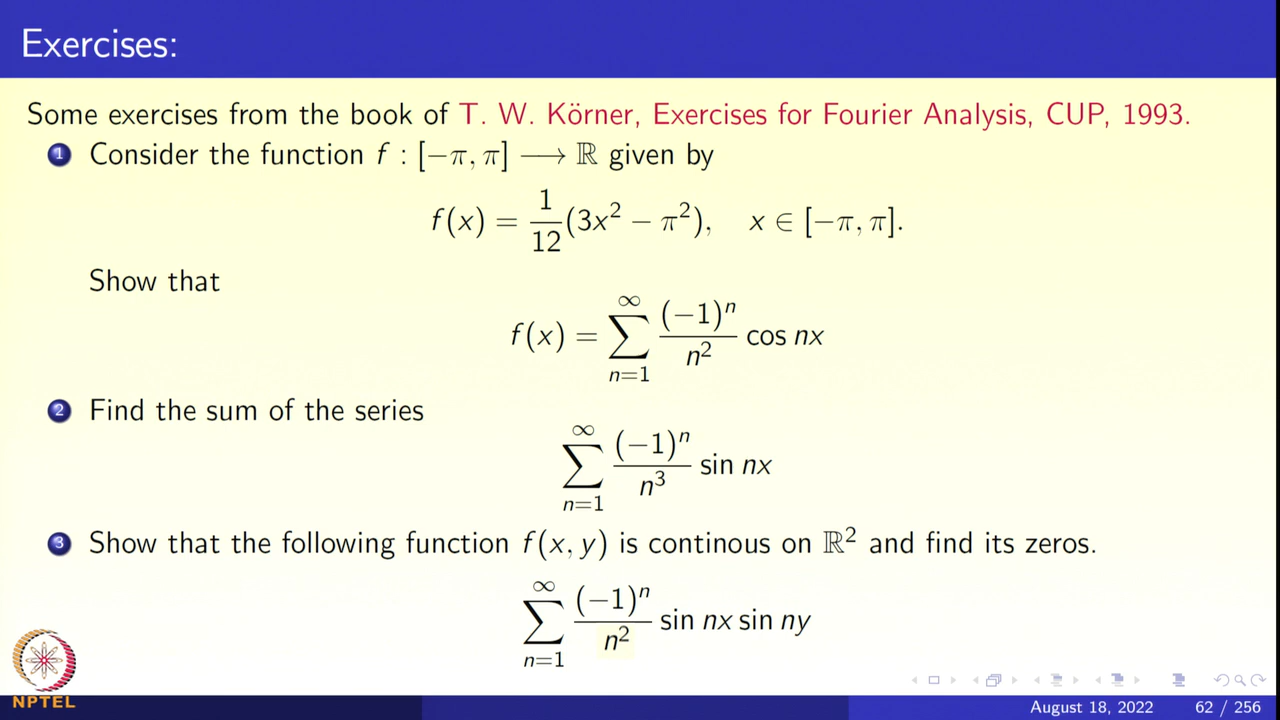 Exercises:
Some exercises from the book of T. W. Körner, Exercises for Fourier Analysis, CUP, 1993.
1 Consider the function f : [−π, π] ⟶ ℝ given by
f(x) = 1/12 (3x² − π²), x ∈ [−π, π].
Show that
f(x) = ∑_{n=1}^{∞} (−1)ⁿ/n² cos nx
2 Find the sum of the series
∑_{n=1}^{∞} (−1)ⁿ/n³ sin nx
3 Show that the following function f(x, y) is continous on ℝ² and find its zeros.
∑_{n=1}^{∞} (−1)ⁿ/n² sin nx sin ny
NPTEL
August 18, 2022 62 / 256